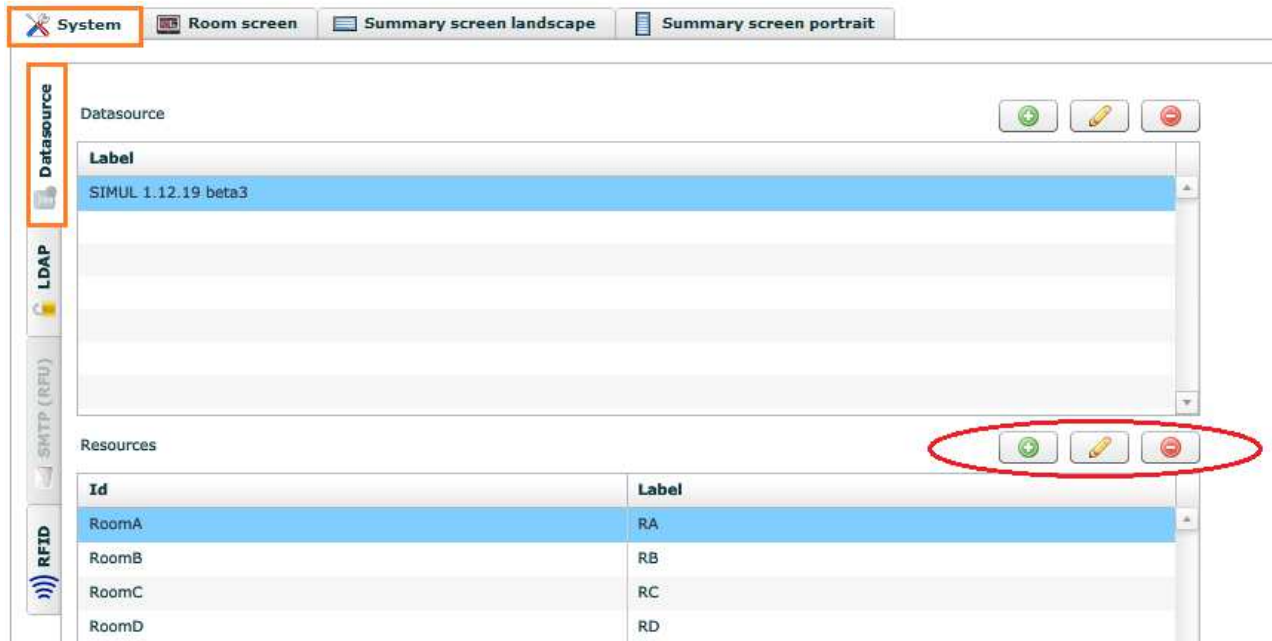 System Room screen Summary screen landscape Summary screen portrait
Datasource
LDAP
SMTP (RFU)
RFID
Datasource
Label
SIMUL 1.12.19 beta3
Resources
Id Label
RoomA RA
RoomB RB
RoomC RC
RoomD RD